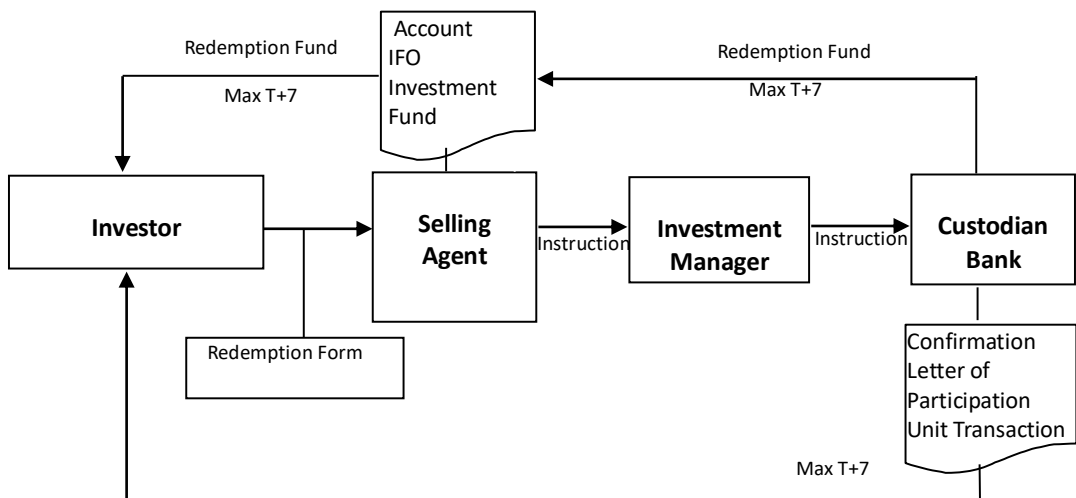 Redemption Fund
Max T+7
Account
IFO
Investment
Fund
Redemption Fund
Max T+7
Investor
Selling
Agent
Instruction
Investment
Manager
Instruction
Custodian
Bank
Redemption Form
Confirmation
Letter of
Participation
Unit Transaction
Max T+7